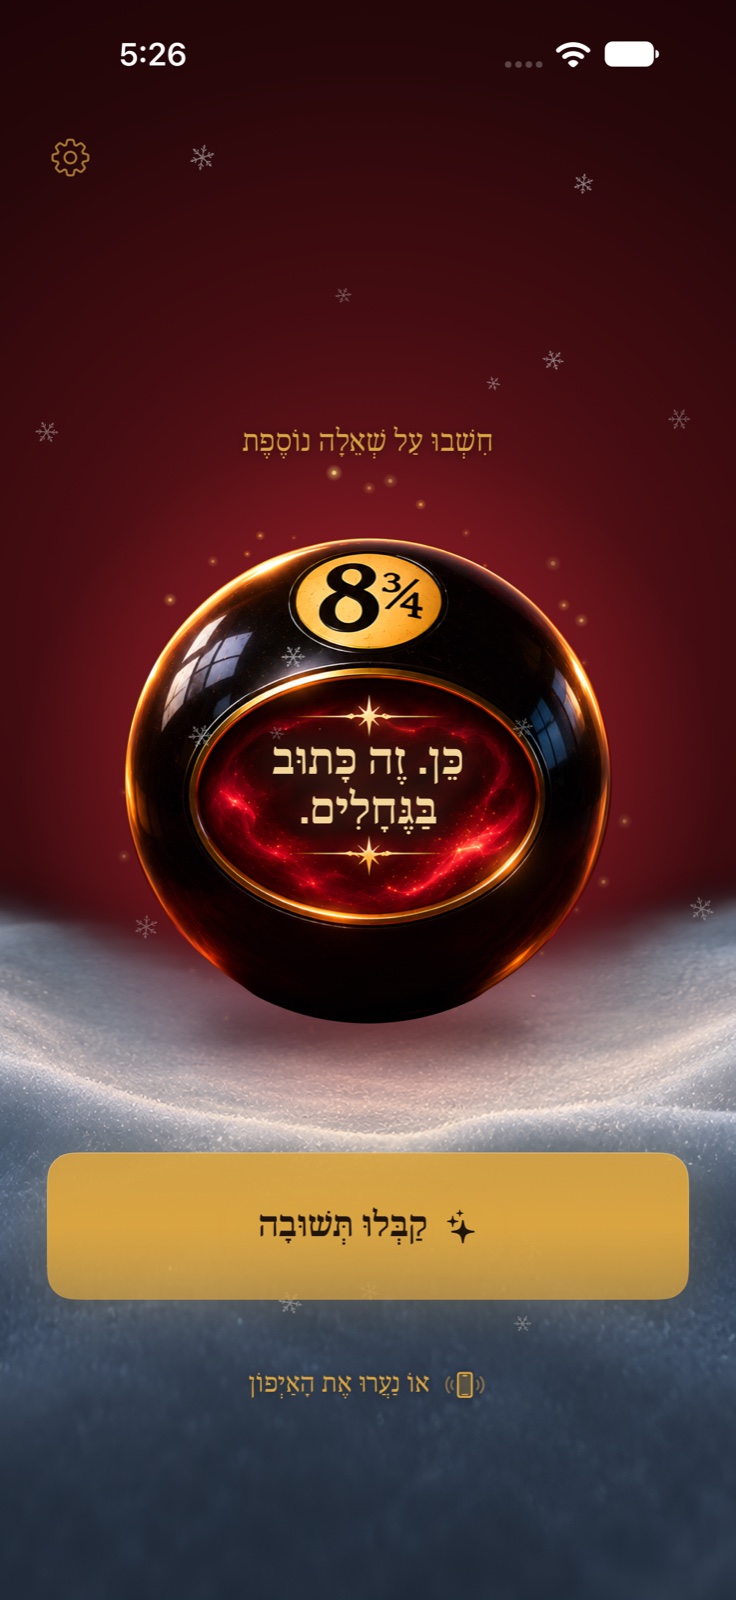 5:26
חִשְׁבוּ עַל שְׁאֵלָה נוֹסֶפֶת
8¾
כֵּן. זֶה כָּתוּב
בַּגֶּחָלִים.
קַבְּלוּ תְּשׁוּבָה
אוֹ נַעֲרוּ אֶת הָאַיְפוֹן